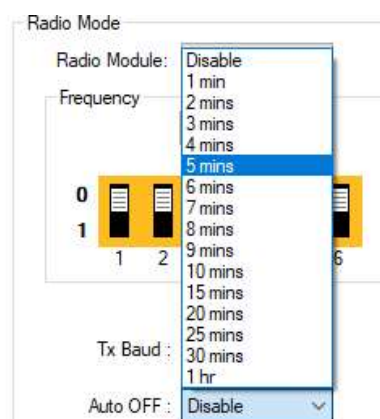 Radio Mode
Radio Module:
Disable
1 min
Frequency
2 mins
3 mins
4 mins
5 mins
0
6 mins
7 mins
1
8 mins
1 2 6
9 mins
10 mins
15 mins
20 mins
Tx Baud :
25 mins
30 mins
1 hr
Auto OFF : Disable